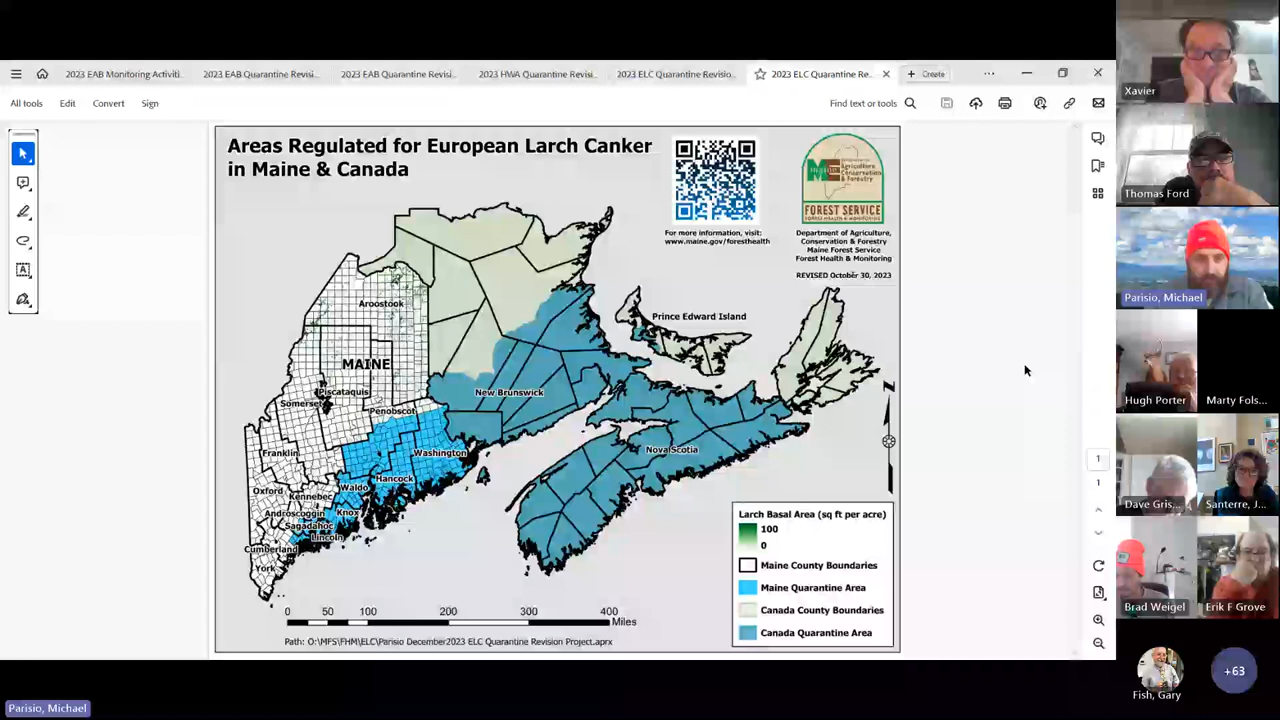 2023 EAB Monitoring Activiti...
2023 EAB Quarantine Revisi...
2023 EAB Quarantine Revisi...
2023 HWA Quarantine Revisi...
2023 ELC Quarantine Revisio...
2023 ELC Quarantine Re...
Create
All tools
Edit
Convert
Sign
Find text or tools
Areas Regulated for European Larch Canker
in Maine & Canada
For more information, visit:
www.maine.gov/foresthealth
Agriculture
Conservation
& Forestry
FOREST SERVICE
FOREST HEALTH & MONITORING
Department of Agriculture,
Conservation & Forestry
Maine Forest Service
Forest Health & Monitoring
REVISED October 30, 2023
Aroostook
Prince Edward Island
MAINE
Piscataquis
New Brunswick
Somerset
Penobscot
Franklin
Washington
Nova Scotia
Hancock
Oxford
Waldo
Kennebec
Androscoggin
Knox
Sagadahoc
Lincoln
Cumberland
York
N
Larch Basal Area (sq ft per acre)
100
0
Maine County Boundaries
Maine Quarantine Area
Canada County Boundaries
Canada Quarantine Area
0 50 100 200 300 400
Miles
Path: O:\MFS\FHM\ELC\Parisio December2023 ELC Quarantine Revision Project.aprx
1
1
Xavier
Thomas Ford
Parisio, Michael
Hugh Porter
Marty Fols...
Dave Gris...
Santerre, J...
Brad Weigel
Erik F Grove
Fish, Gary
+63
Parisio, Michael